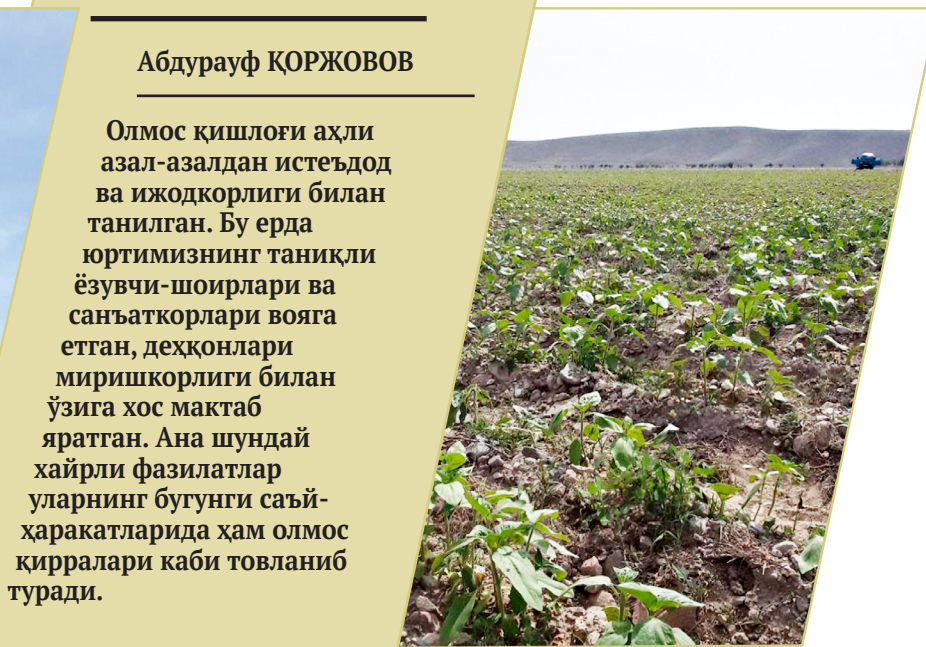 Абдурауф ҚОРЖОВОВ
Олмос қишлоғи аҳли
азал-азалдан истеъдод
ва ижодкорлиги билан
танилган. Бу ерда
юртимизнинг таниқли
ёзувчи-шоирлари ва
санъаткорлари вояга
етган, деҳқонлари
миришкорлиги билан
ўзига хос мактаб
яратган. Ана шундай
хайрли фазилатлар
уларнинг бугунги саъй-
ҳаракатларида ҳам олмос
қирралари каби товланиб
туради.